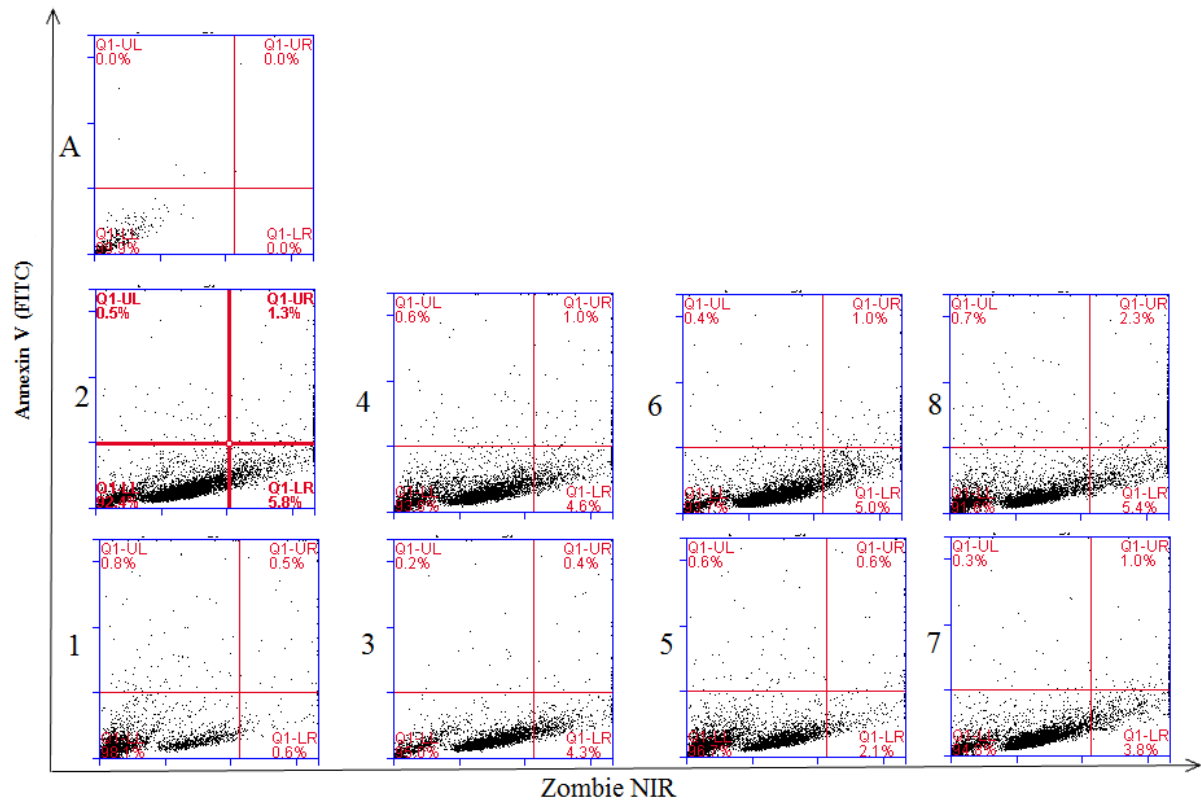 Q1-UL Q1-UR
0.0% 0.0%
A
Q1-LR
0.0%
Annexin V (FITC)
Q1-UL Q1-UR
0.5% 1.3%
2
Q1-LL Q1-LR
92.4% 5.8%
Q1-UL Q1-UR
0.6% 1.0%
4
Q1-LR
4.6%
Q1-UL Q1-UR
0.4% 1.0%
6
Q1-LR
5.0%
Q1-UL Q1-UR
0.7% 2.3%
8
Q1-LR
5.4%
Q1-UL Q1-UR
0.8% 0.5%
1
Q1-LR
0.6%
Q1-UL Q1-UR
0.2% 0.4%
3
Q1-LR
4.3%
Q1-UL Q1-UR
0.6% 0.6%
5
Q1-LR
2.1%
Q1-UL Q1-UR
0.3% 1.0%
7
Q1-LR
3.8%
Zombie NIR